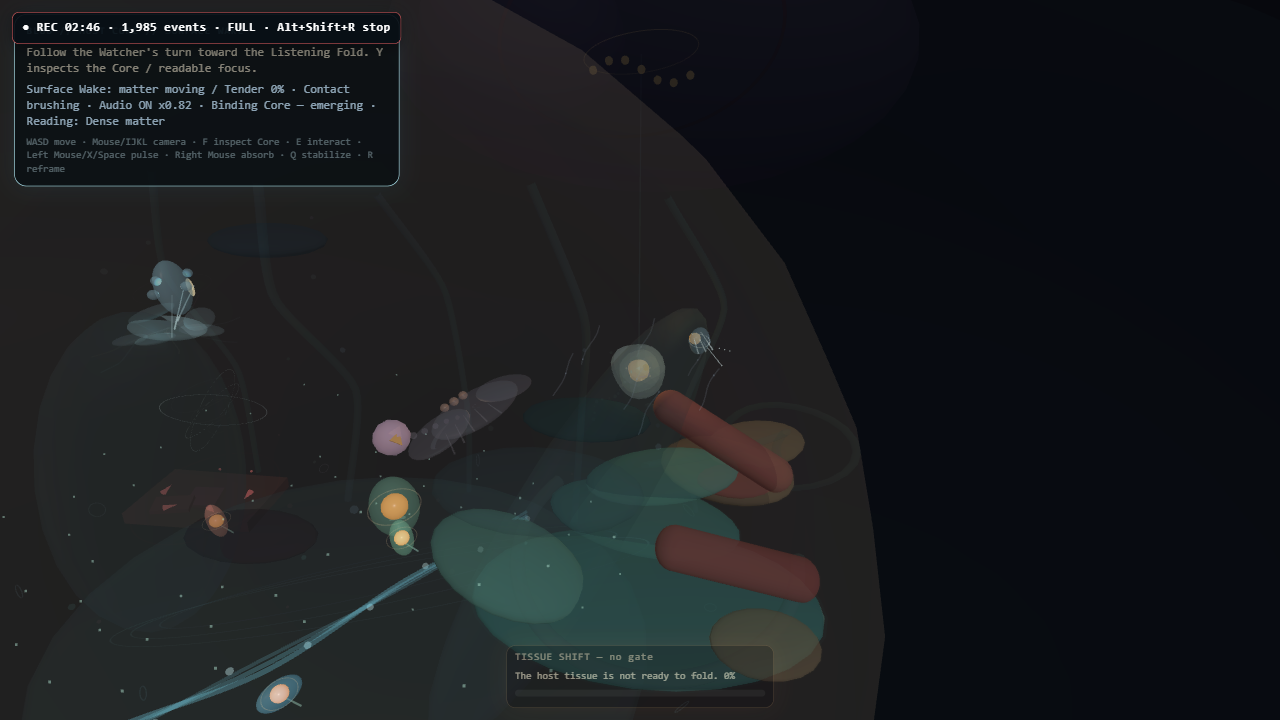 ● REC 02:46 · 1,985 events · FULL · Alt+Shift+R stop
Follow the Watcher's turn toward the Listening Fold. Y
inspects the Core / readable focus.
Surface Wake: matter moving / Tender 0% · Contact
brushing · Audio ON x0.82 · Binding Core — emerging ·
Reading: Dense matter
WASD move · Mouse/IJKL camera · F inspect Core · E interact ·
Left Mouse/X/Space pulse · Right Mouse absorb · Q stabilize · R
reframe
TISSUE SHIFT — no gate
The host tissue is not ready to fold. 0%